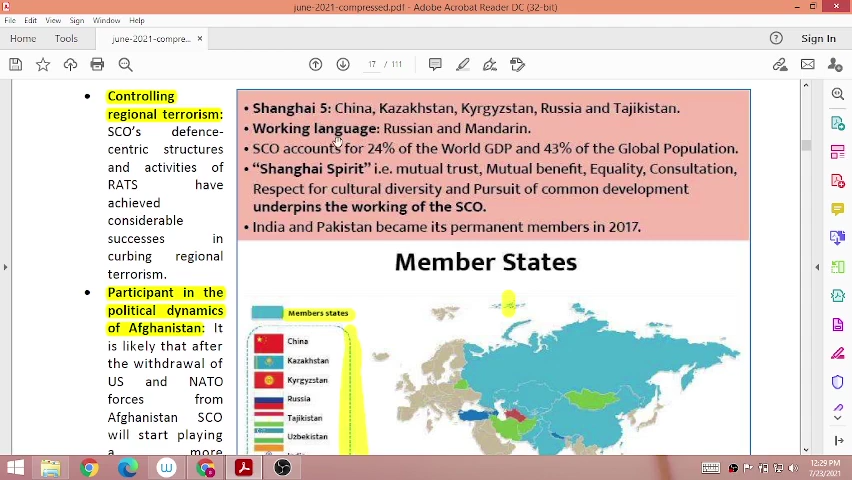 june-2021-compressed.pdf - Adobe Acrobat Reader DC (32-bit)
File Edit View Sign Window Help
Home Tools june-2021-compre... × Sign In
17 / 111
• Controlling
regional terrorism:
SCO's defence-
centric structures
and activities of
RATS have
achieved
considerable
successes in
curbing regional
terrorism.
• Participant in the
political dynamics
of Afghanistan: It
is likely that after
the withdrawal of
US and NATO
forces from
Afghanistan SCO
will start playing
a more
• Shanghai 5: China, Kazakhstan, Kyrgyzstan, Russia and Tajikistan.
• Working language: Russian and Mandarin.
• SCO accounts for 24% of the World GDP and 43% of the Global Population.
• “Shanghai Spirit” i.e. mutual trust, Mutual benefit, Equality, Consultation,
Respect for cultural diversity and Pursuit of common development
underpins the working of the SCO.
• India and Pakistan became its permanent members in 2017.
Member States
Members states
China
Kazakhstan
Kyrgyzstan
Russia
Tajikistan
Uzbekistan
India
12:29 PM
7/23/2021